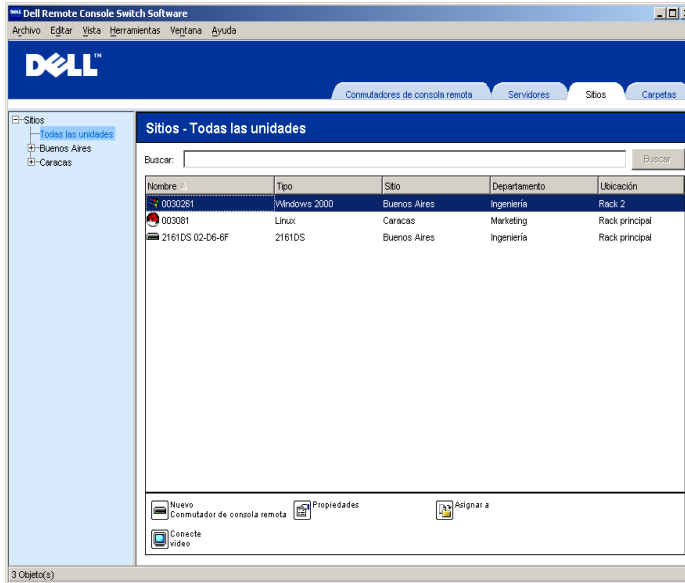 Dell Remote Console Switch Software
Archivo Editar Vista Herramientas Ventana Ayuda
DELL™
Conmutadores de consola remota Servidores Sitios Carpetas
Sitios
Todas las unidades
Buenos Aires
Caracas
Sitios - Todas las unidades
Buscar: Buscar
Nombre Tipo Sitio Departamento Ubicación
0030261 Windows 2000 Buenos Aires Ingeniería Rack 2
003081 Linux Caracas Marketing Rack principal
2161DS 02-D6-6F 2161DS Buenos Aires Ingeniería Rack principal
Nuevo
Conmutador de consola remota
Propiedades
Asignar a
Conecte
video
3 Objeto(s)